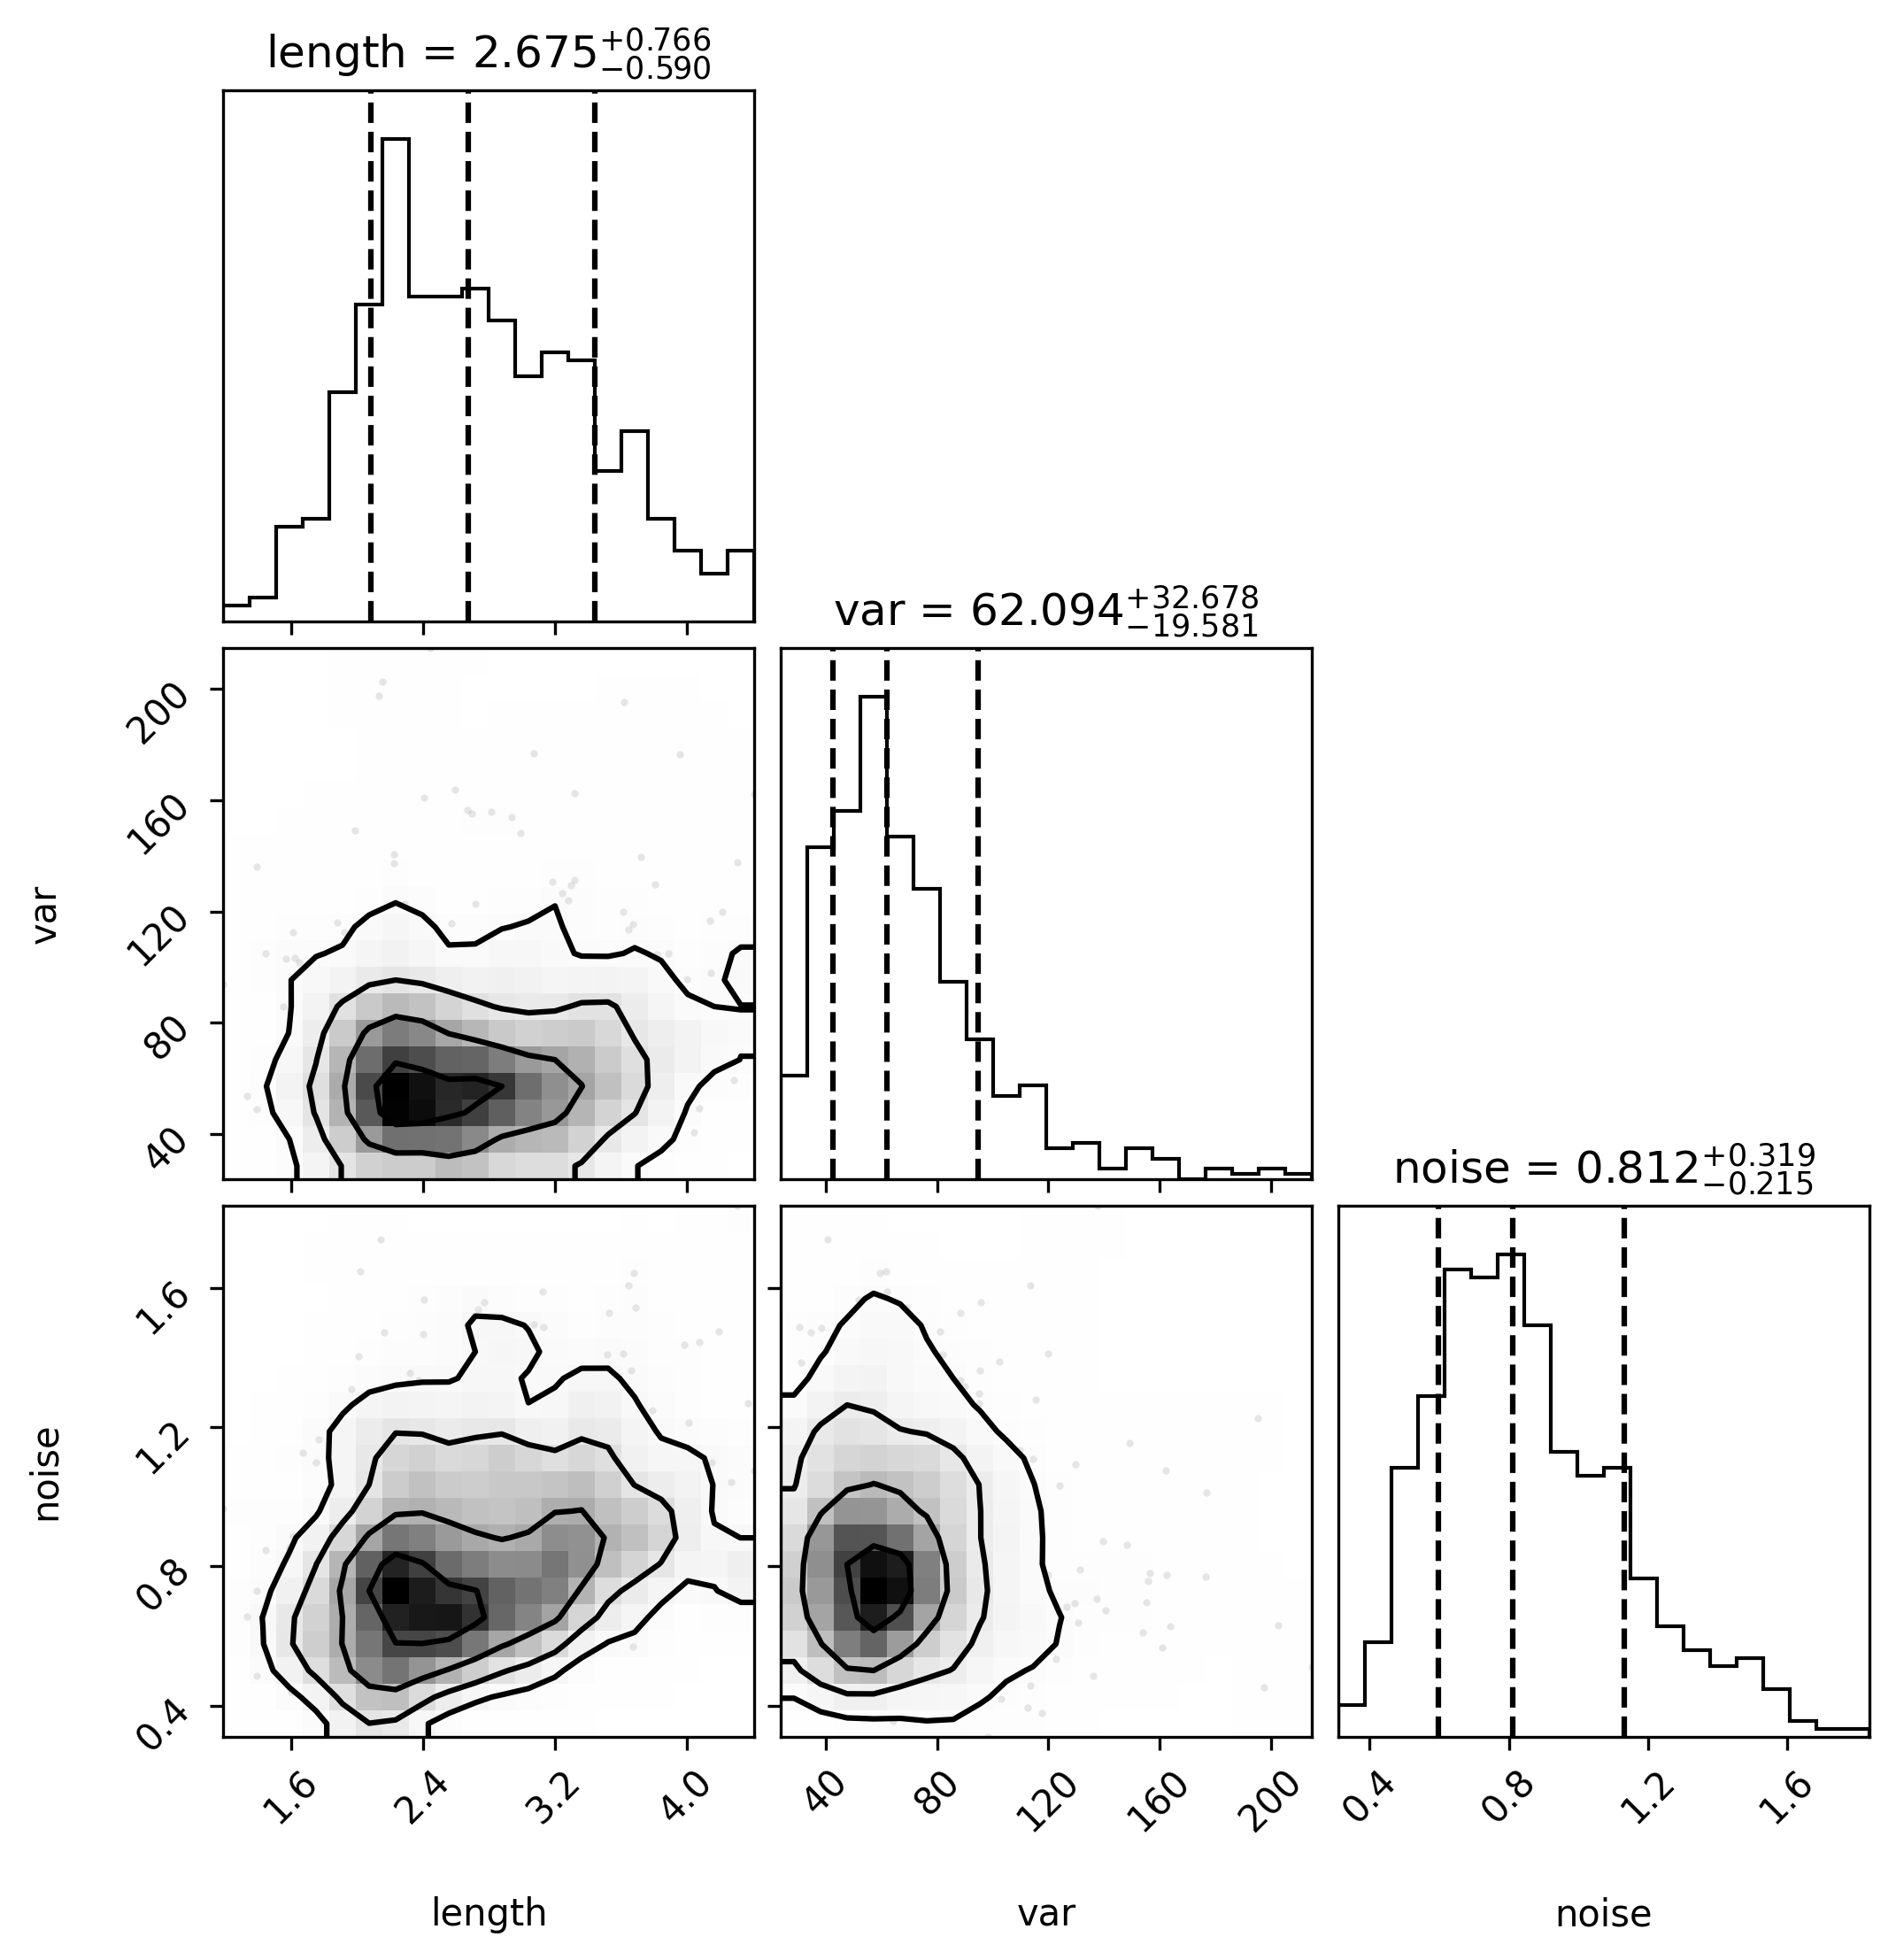 length = 2.675+0.766−0.590
var = 62.094+32.678−19.581
200
160
120
80
40
var
noise = 0.812+0.319−0.215
1.6
1.2
0.8
0.4
noise
1.6 2.4 3.2 4.0 40 80 120 160 200 0.4 0.8 1.2 1.6
length var noise